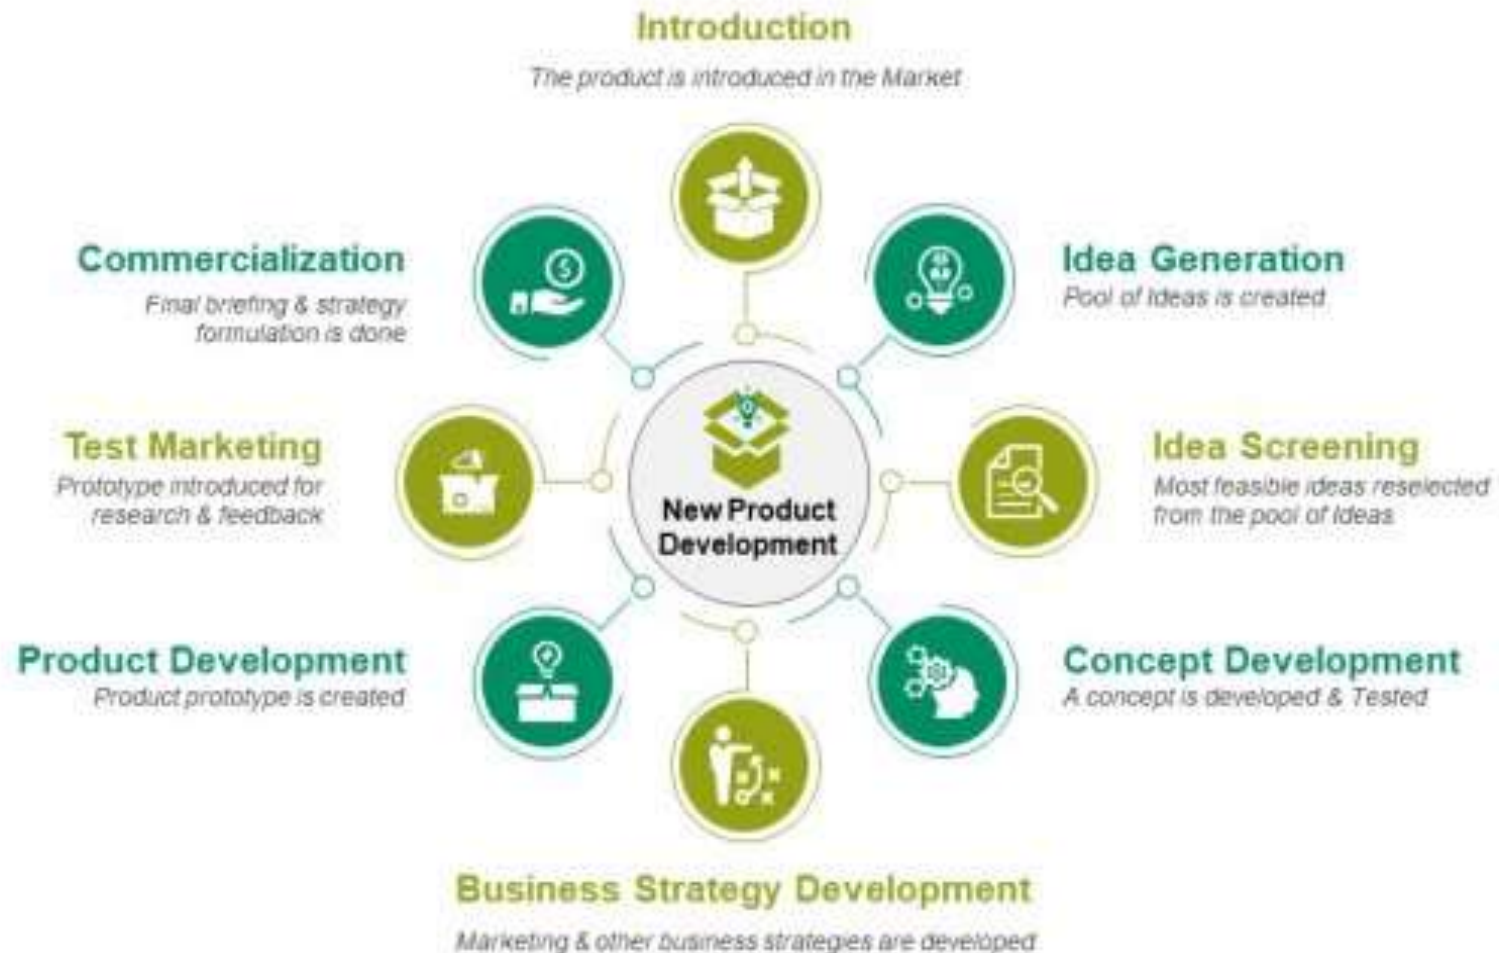 Introduction
The product is introduced in the Market
Commercialization
Final briefing & strategy
formulation is done
Idea Generation
Pool of Ideas is created
Test Marketing
Prototype introduced for
research & feedback
Idea Screening
Most feasible ideas reselected
from the pool of Ideas
New Product
Development
Product Development
Product prototype is created
Concept Development
A concept is developed & Tested
Business Strategy Development
Marketing & other business strategies are developed